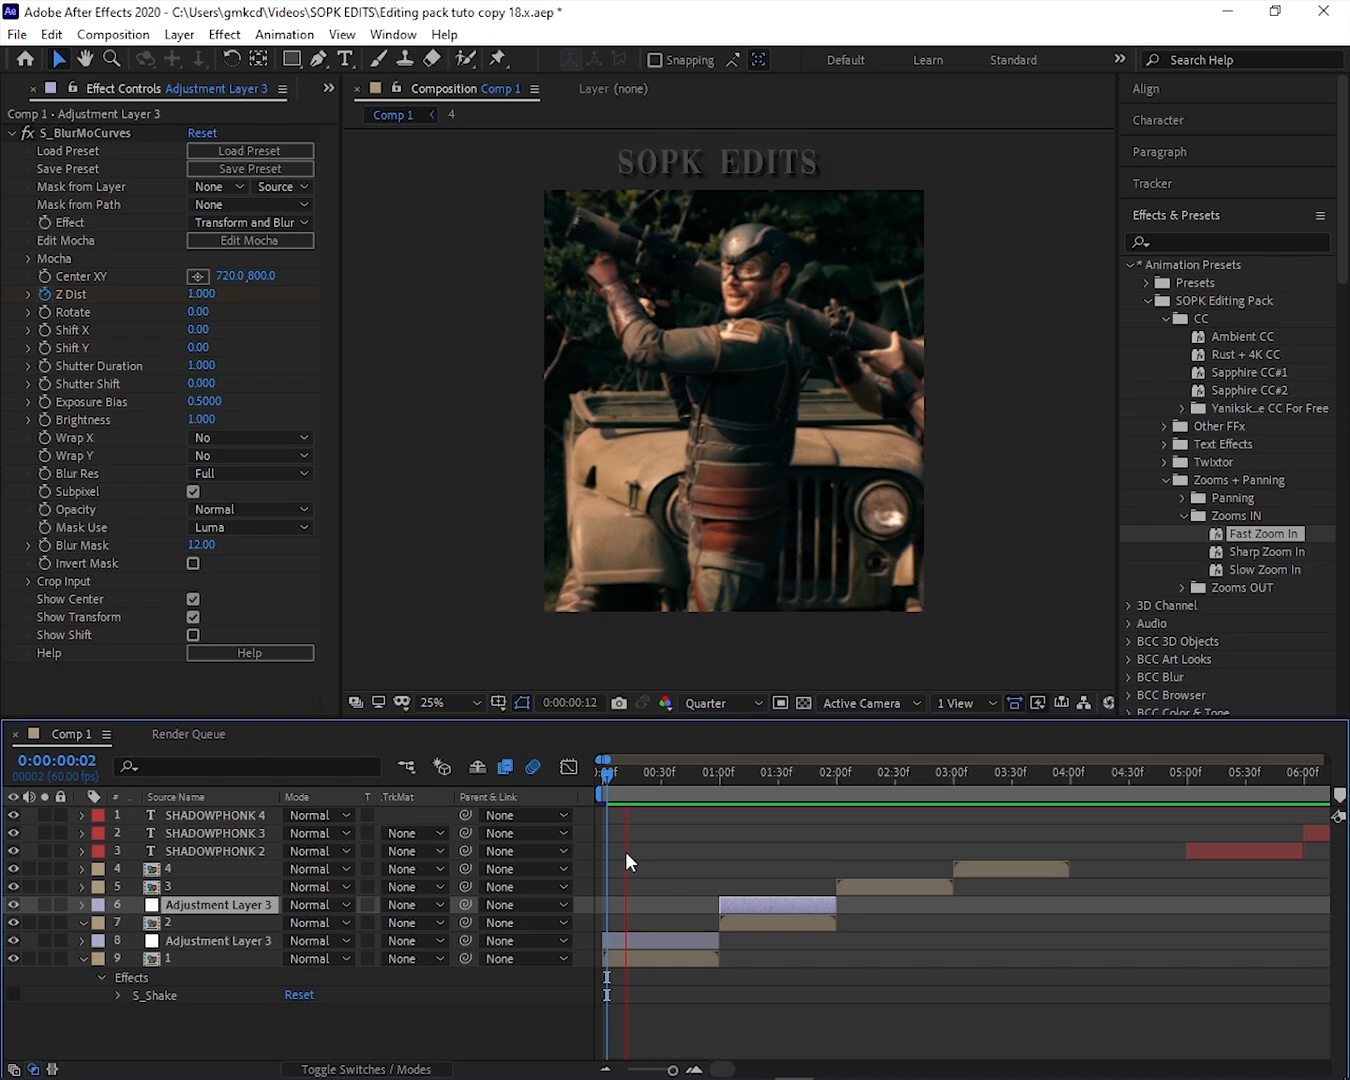 Ae Adobe After Effects 2020 - C:\Users\gmkcd\Videos\SOPK EDITS\Editing pack tuto copy 18.x.aep *
File Edit Composition Layer Effect Animation View Window Help
Snapping Default Learn Standard Search Help
Effect Controls Adjustment Layer 3
Comp 1 • Adjustment Layer 3
fx S_BlurMoCurves Reset
Load Preset Load Preset
Save Preset Save Preset
Mask from Layer None Source
Mask from Path None
Effect Transform and Blur
Edit Mocha Edit Mocha
Mocha
Center XY 720.0,800.0
Z Dist 1.000
Rotate 0.00
Shift X 0.00
Shift Y 0.00
Shutter Duration 1.000
Shutter Shift 0.000
Exposure Bias 0.5000
Brightness 1.000
Wrap X No
Wrap Y No
Blur Res Full
Subpixel
Opacity Normal
Mask Use Luma
Blur Mask 12.00
Invert Mask
Crop Input
Show Center
Show Transform
Show Shift
Help Help
Composition Comp 1 Layer (none)
Comp 1 4
SOPK EDITS
25% 0:00:00:12 Quarter Active Camera 1 View
Align
Character
Paragraph
Tracker
Effects & Presets
* Animation Presets
Presets
SOPK Editing Pack
CC
Ambient CC
Rust + 4K CC
Sapphire CC#1
Sapphire CC#2
Yaniksk...e CC For Free
Other FFx
Text Effects
Twixtor
Zooms + Panning
Panning
Zooms IN
Fast Zoom In
Sharp Zoom In
Slow Zoom In
Zooms OUT
3D Channel
Audio
BCC 3D Objects
BCC Art Looks
BCC Blur
BCC Browser
BCC Color & Tone
Comp 1 Render Queue
0:00:00:02
00002 (60.00 fps)
00:30f 01:00f 01:30f 02:00f 02:30f 03:00f 03:30f 04:00f 04:30f 05:00f 05:30f 06:00f
# Source Name Mode T .TrkMat Parent & Link
1 T SHADOWPHONK 4 Normal None
2 T SHADOWPHONK 3 Normal None None
3 T SHADOWPHONK 2 Normal None None
4 4 Normal None None
5 3 Normal None None
6 Adjustment Layer 3 Normal None None
7 2 Normal None None
8 Adjustment Layer 3 Normal None None
9 1 Normal None None
Effects
S_Shake Reset
Toggle Switches / Modes